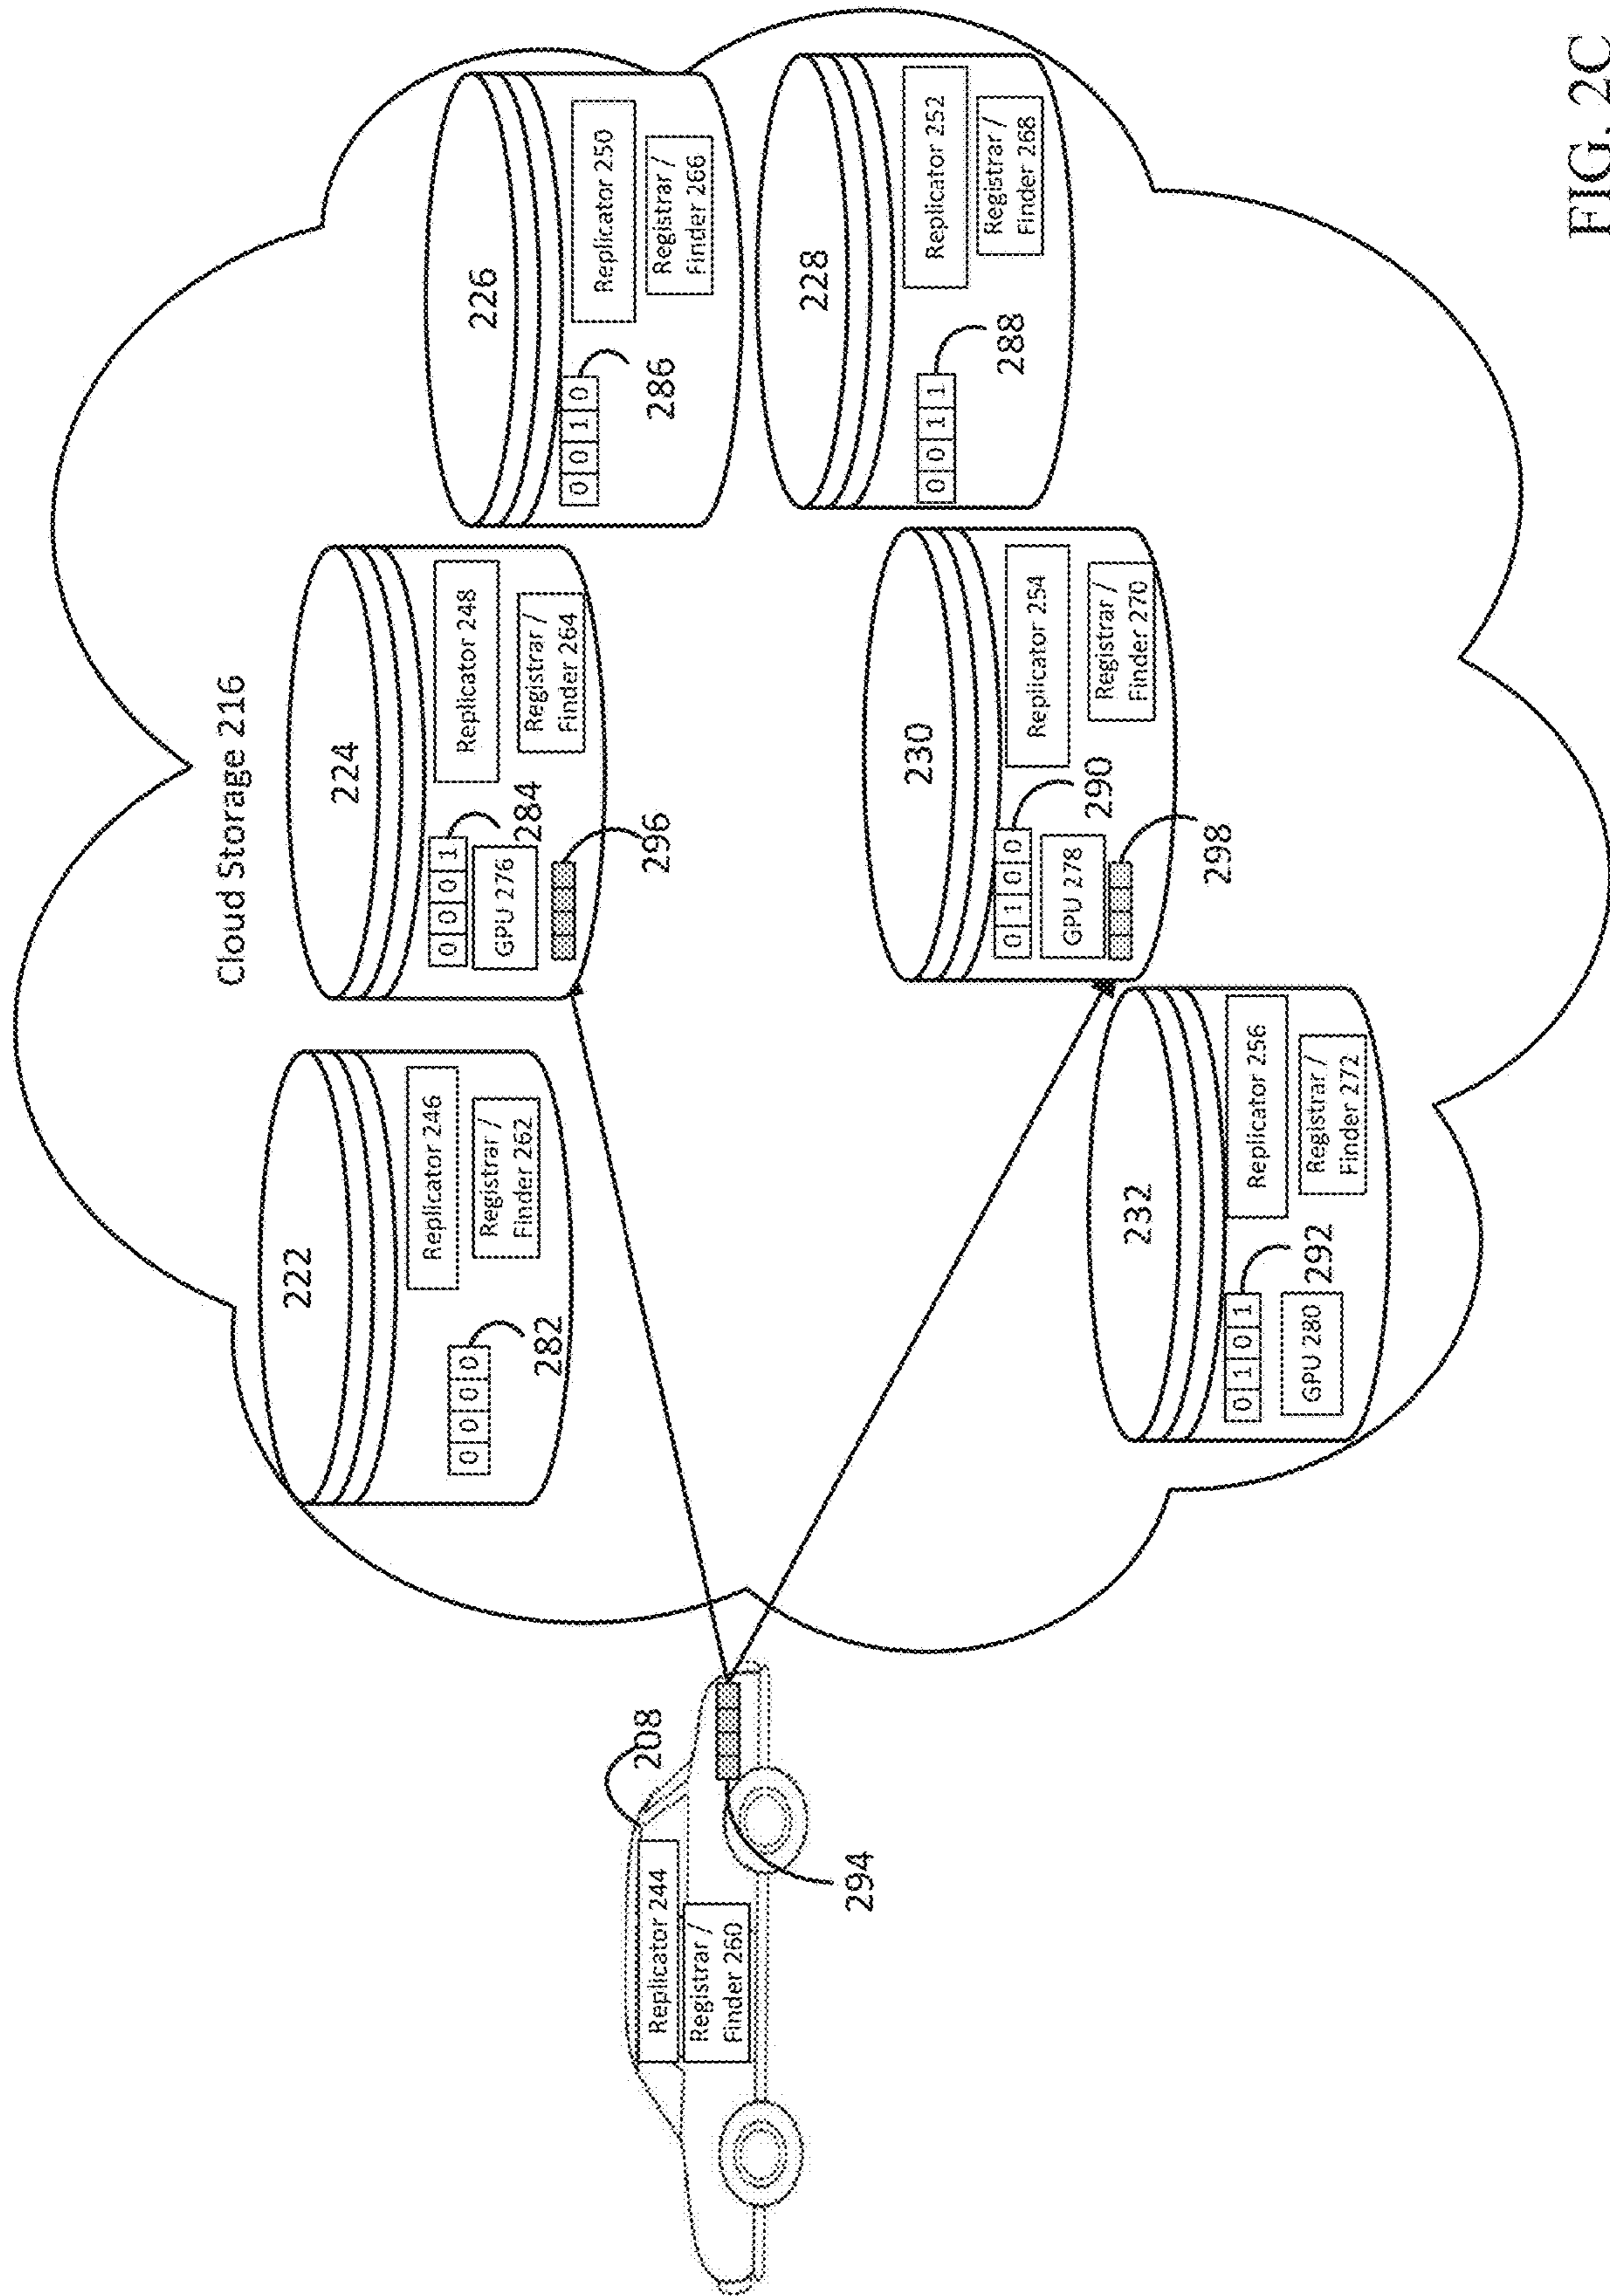 Cloud Storage 216
222
Replicator 246
Registrar /
Finder 262
0 0 0 0
282
224
Replicator 248
Registrar /
Finder 264
0 0 0 1
284
GPU 276
296
226
Replicator 250
Registrar /
Finder 266
0 0 1 0
286
228
Replicator 252
Registrar /
Finder 268
0 0 1 1
288
230
Replicator 254
Registrar /
Finder 270
0 1 0 0
290
GPU 278
298
232
Replicator 256
Registrar /
Finder 272
0 1 0 1
292
GPU 280
208
Replicator 244
Registrar /
Finder 260
294
FIG. 2C